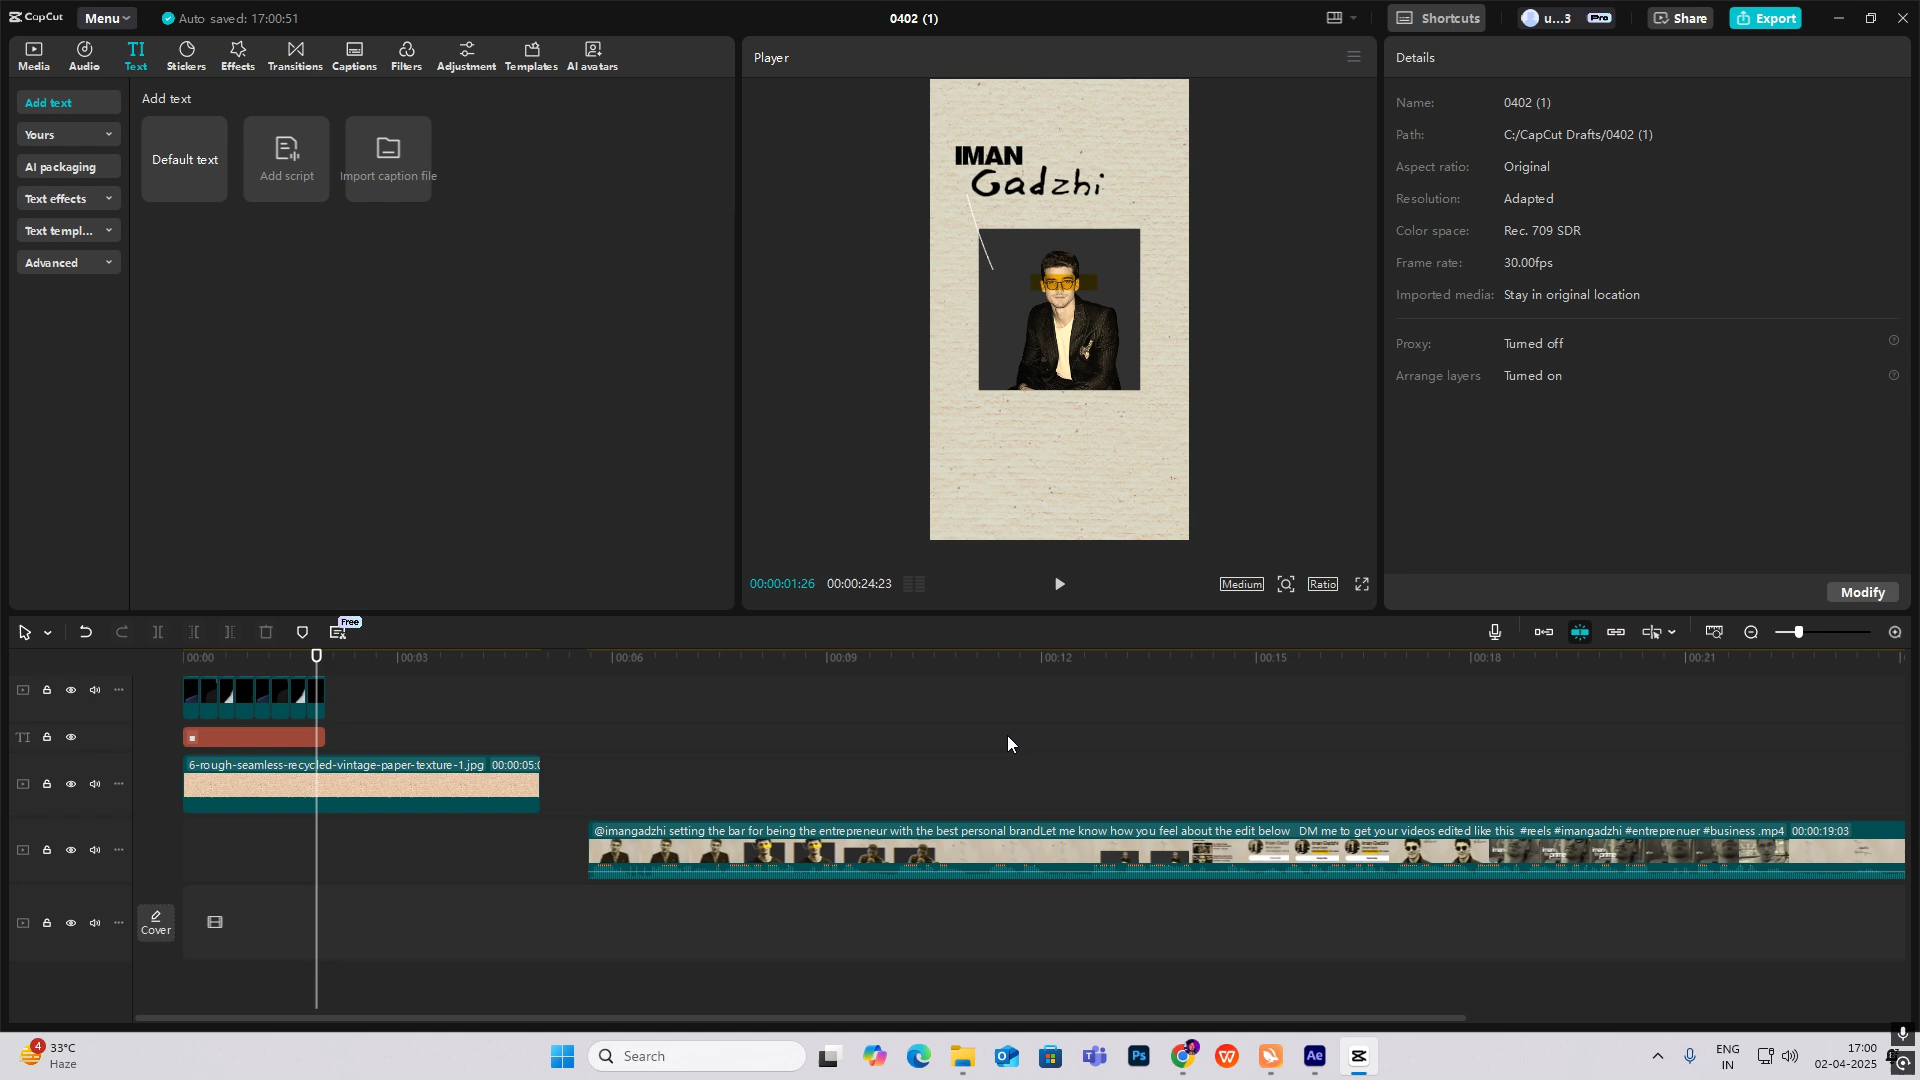 CapCut
Menu
Auto saved: 17:00:51
0402 (1)
Shortcuts
u...3
Pro
Share
Export
Media
Audio
TI
Text
Stickers
Effects
Transitions
Captions
Filters
Adjustment
Templates
AI avatars
Player
Details
Add text
Yours
AI packaging
Text effects
Text templ...
Advanced
Add text
Default text
Add script
Import caption file
IMAN
Gadzhi
Name: 0402 (1)
Path: C:/CapCut Drafts/0402 (1)
Aspect ratio: Original
Resolution: Adapted
Color space: Rec. 709 SDR
Frame rate: 30.00fps
Imported media: Stay in original location
Proxy: Turned off
Arrange layers Turned on
00:00:01:26
00:00:24:23
Medium
Ratio
Modify
Free
00:00
00:03
00:06
00:09
00:12
00:15
00:18
00:21
TI
6-rough-seamless-recycled-vintage-paper-texture-1.jpg 00:00:05:0
@imangadzhi setting the bar for being the entrepreneur with the best personal brandLet me know how you feel about the edit below DM me to get your videos edited like this #reels #imangadzhi #entreprenuer #business .mp4 00:00:19:03
Cover
4
33°C
Haze
Search
Ps
Ae
ENG
IN
17:00
02-04-2025